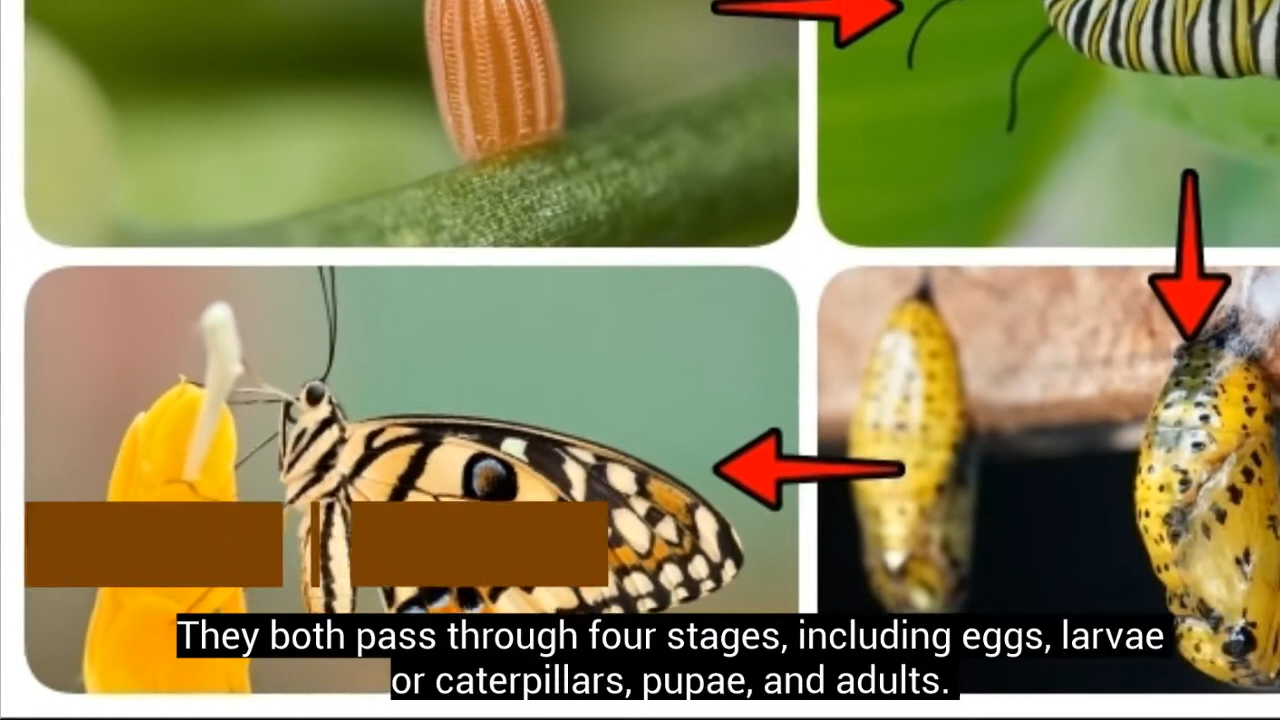 They both pass through four stages, including eggs, larvae
or caterpillars, pupae, and adults.